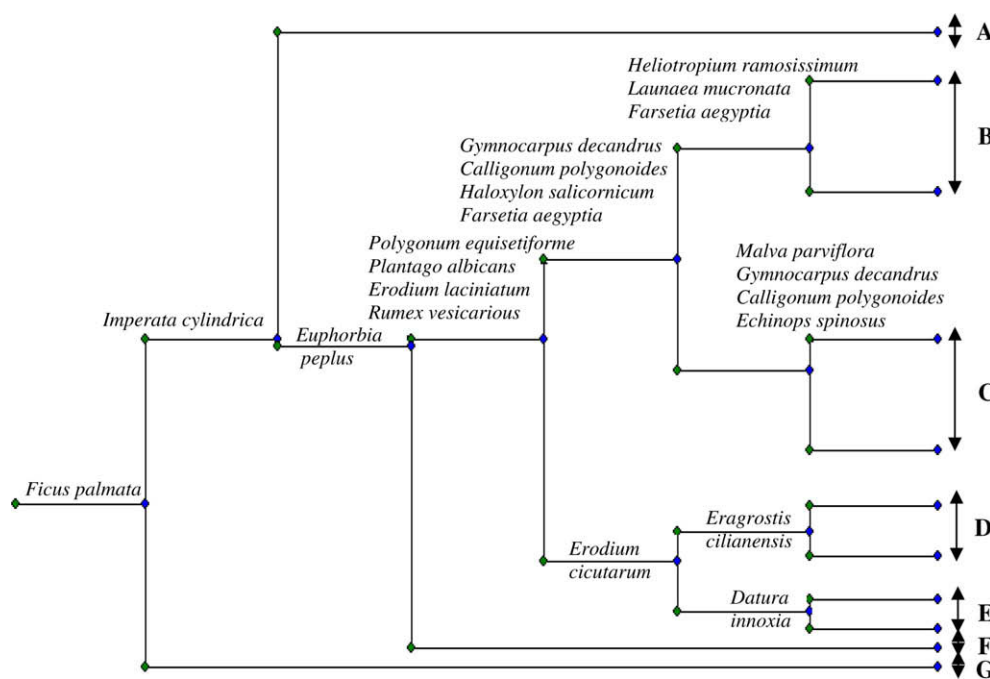 A
Heliotropium ramosissimum
Launaea mucronata
Farsetia aegyptia
B
Gymnocarpus decandrus
Calligonum polygonoides
Haloxylon salicornicum
Farsetia aegyptia
Polygonum equisetiforme
Plantago albicans
Erodium laciniatum
Rumex vesicarious
Malva parviflora
Gymnocarpus decandrus
Calligonum polygonoides
Echinops spinosus
Imperata cylindrica
Euphorbia
peplus
C
Ficus palmata
Eragrostis
cilianensis
D
Erodium
cicutarum
Datura
innoxia
E
F
G